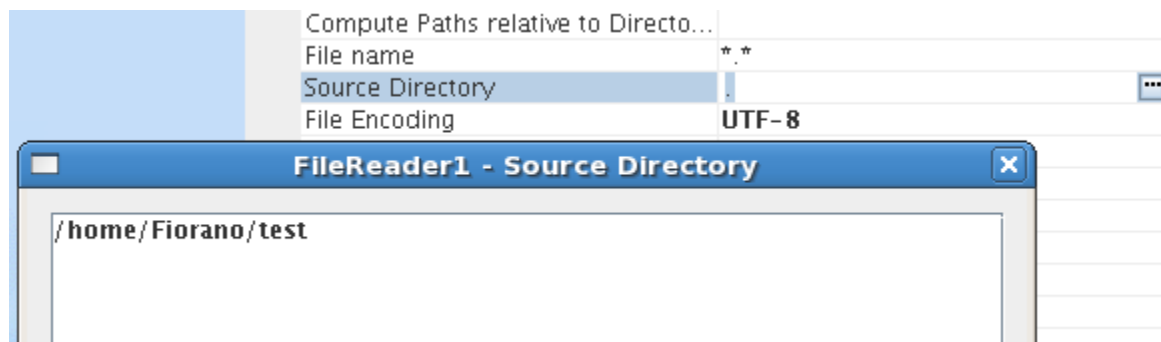 Compute Paths relative to Directo...
File name *.*
Source Directory .
File Encoding UTF-8
FileReader1 - Source Directory
/home/Fiorano/test